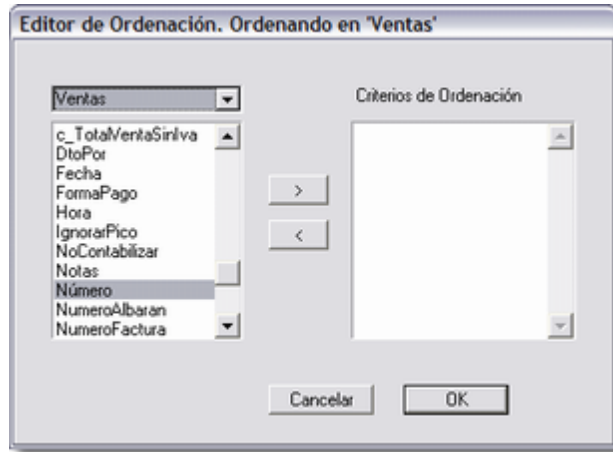 Editor de Ordenación. Ordenando en 'Ventas'
Ventas
Criterios de Ordenación
c_TotalVentaSinIva
DtoPor
Fecha
FormaPago
Hora
IgnorarPico
NoContabilizar
Notas
Número
NumeroAlbaran
NumeroFactura
>
<
Cancelar
OK